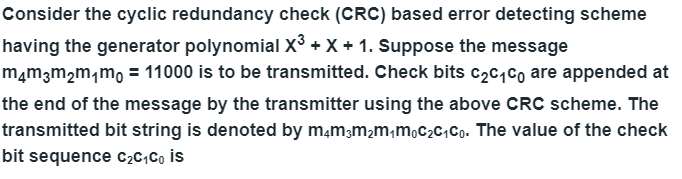 Consider the cyclic redundancy check (CRC) based error detecting scheme
having the generator polynomial X³ + X + 1. Suppose the message
m₄m₃m₂m₁m₀ = 11000 is to be transmitted. Check bits c₂c₁c₀ are appended at
the end of the message by the transmitter using the above CRC scheme. The
transmitted bit string is denoted by m₄m₃m₂m₁m₀c₂c₁c₀. The value of the check
bit sequence c₂c₁c₀ is